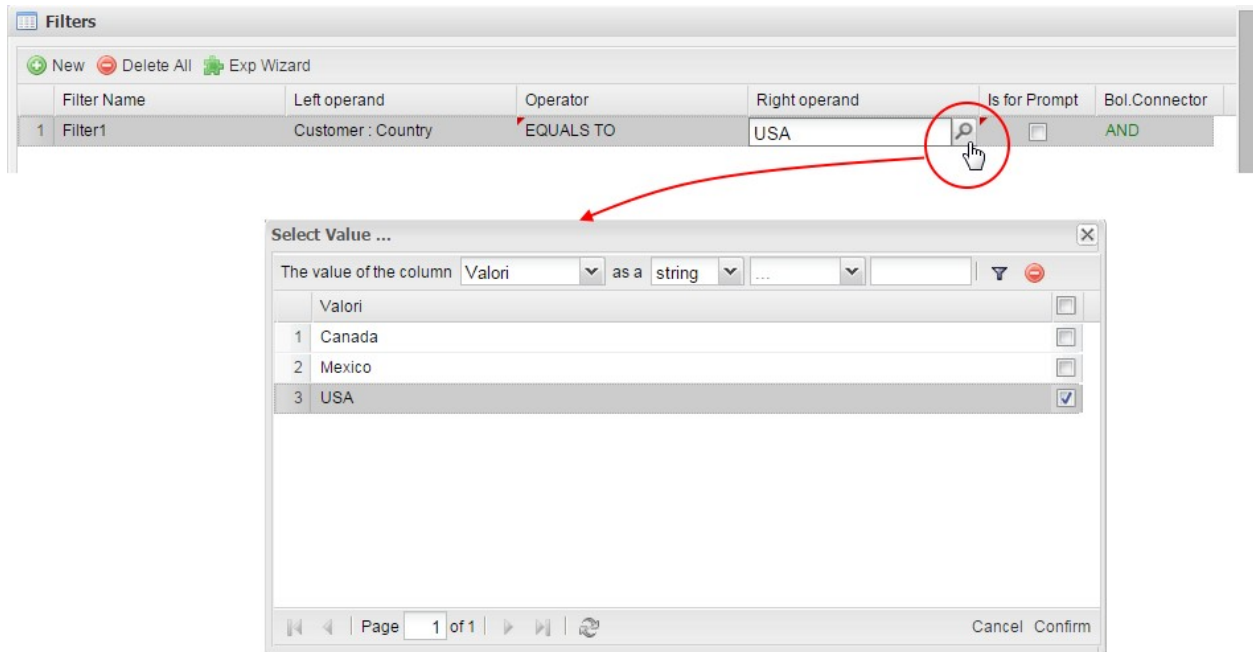 Filters
New Delete All Exp Wizard
Filter Name Left operand Operator Right operand Is for Prompt Bol.Connector
1 Filter1 Customer : Country EQUALS TO USA AND
Select Value ...
The value of the column Valori as a string ...
Valori
1 Canada
2 Mexico
3 USA
Page 1 of 1 Cancel Confirm